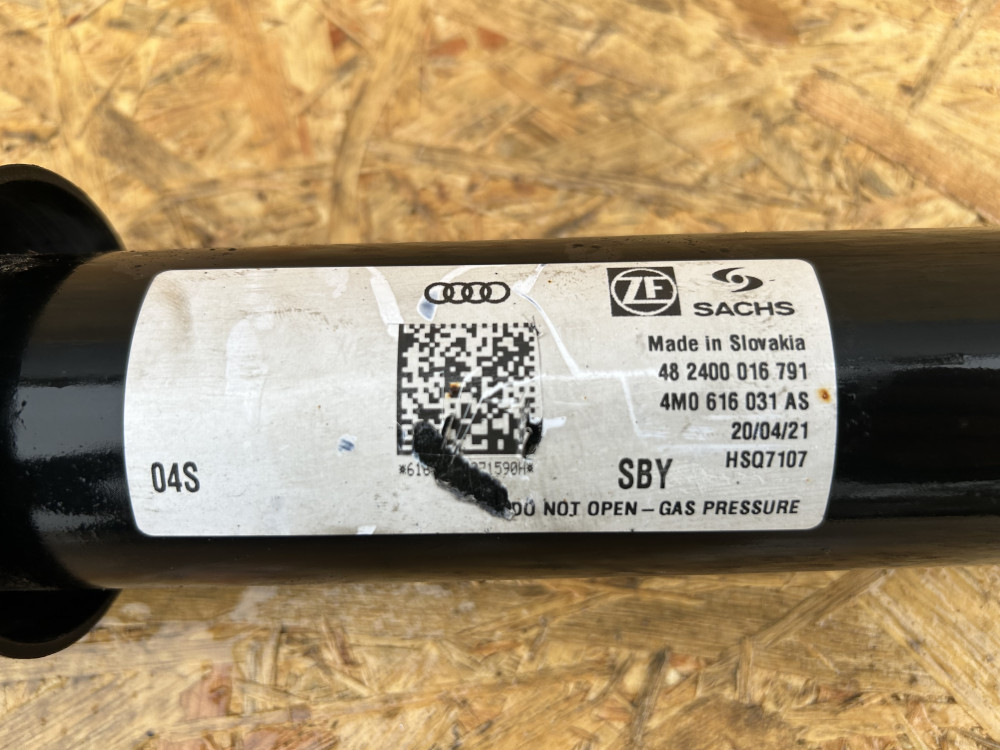 ZF SACHS
Made in Slovakia
48 2400 016 791
4M0 616 031 AS
20/04/21
HSQ7107
04S
SBY
DO NOT OPEN – GAS PRESSURE